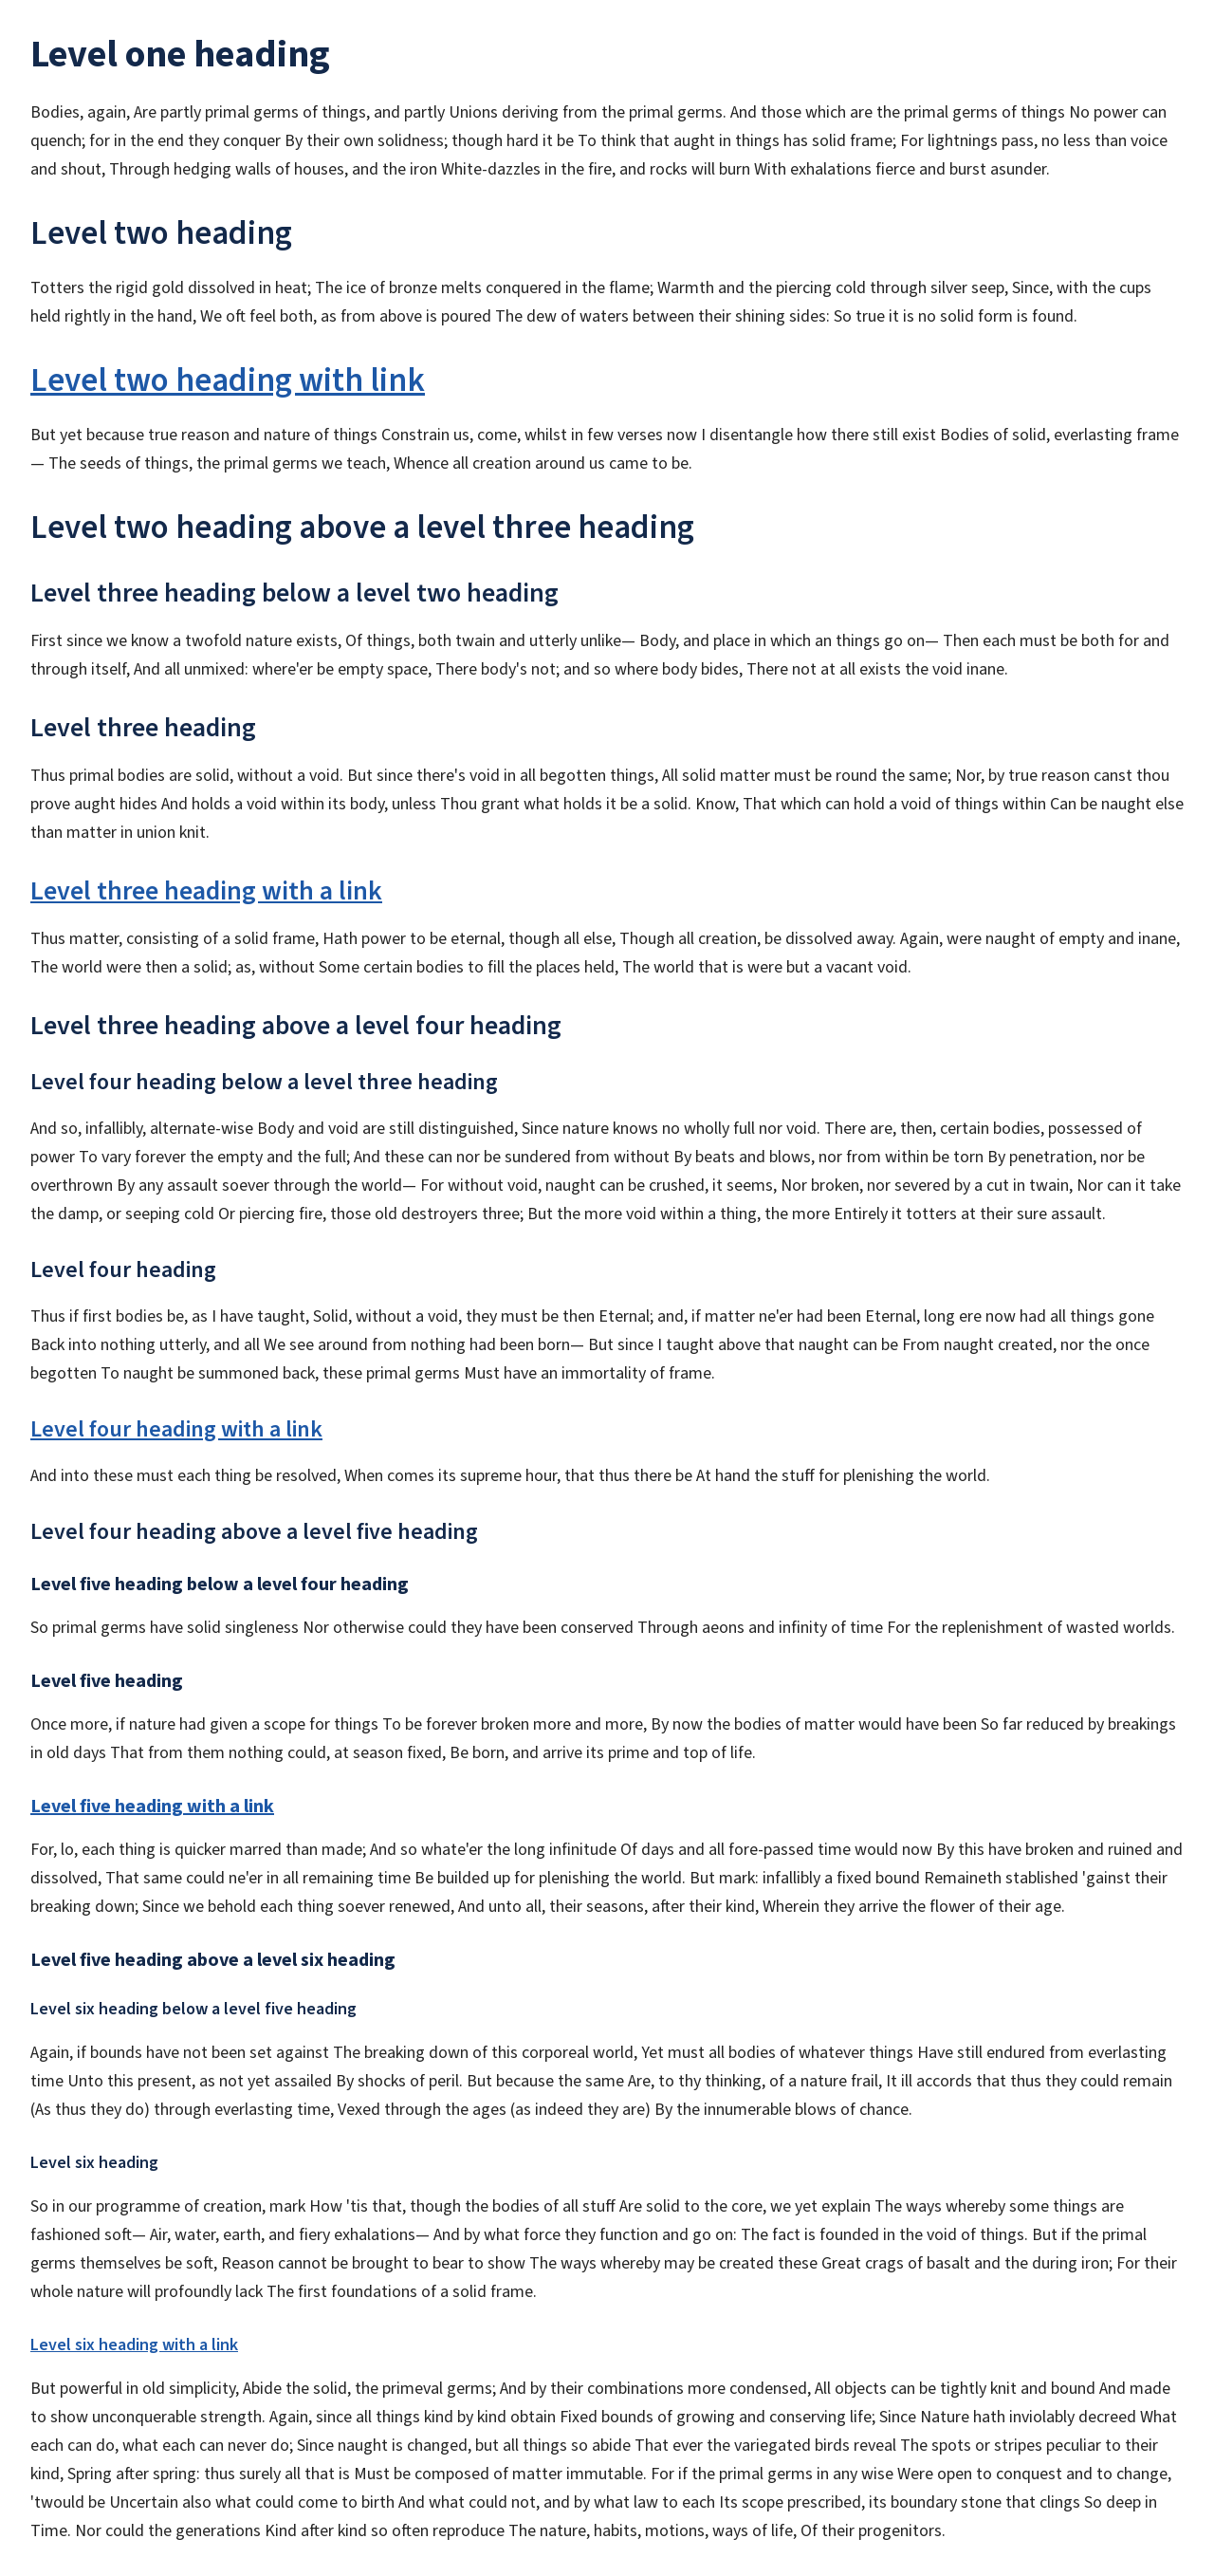 Level one heading
Bodies, again, Are partly primal germs of things, and partly Unions deriving from the primal germs. And those which are the primal germs of things No power can
quench; for in the end they conquer By their own solidness; though hard it be To think that aught in things has solid frame; For lightnings pass, no less than voice
and shout, Through hedging walls of houses, and the iron White-dazzles in the fire, and rocks will burn With exhalations fierce and burst asunder.
Level two heading
Totters the rigid gold dissolved in heat; The ice of bronze melts conquered in the flame; Warmth and the piercing cold through silver seep, Since, with the cups
held rightly in the hand, We oft feel both, as from above is poured The dew of waters between their shining sides: So true it is no solid form is found.
Level two heading with link
But yet because true reason and nature of things Constrain us, come, whilst in few verses now I disentangle how there still exist Bodies of solid, everlasting frame
— The seeds of things, the primal germs we teach, Whence all creation around us came to be.
Level two heading above a level three heading
Level three heading below a level two heading
First since we know a twofold nature exists, Of things, both twain and utterly unlike— Body, and place in which an things go on— Then each must be both for and
through itself, And all unmixed: where'er be empty space, There body's not; and so where body bides, There not at all exists the void inane.
Level three heading
Thus primal bodies are solid, without a void. But since there's void in all begotten things, All solid matter must be round the same; Nor, by true reason canst thou
prove aught hides And holds a void within its body, unless Thou grant what holds it be a solid. Know, That which can hold a void of things within Can be naught else
than matter in union knit.
Level three heading with a link
Thus matter, consisting of a solid frame, Hath power to be eternal, though all else, Though all creation, be dissolved away. Again, were naught of empty and inane,
The world were then a solid; as, without Some certain bodies to fill the places held, The world that is were but a vacant void.
Level three heading above a level four heading
Level four heading below a level three heading
And so, infallibly, alternate-wise Body and void are still distinguished, Since nature knows no wholly full nor void. There are, then, certain bodies, possessed of
power To vary forever the empty and the full; And these can nor be sundered from without By beats and blows, nor from within be torn By penetration, nor be
overthrown By any assault soever through the world— For without void, naught can be crushed, it seems, Nor broken, nor severed by a cut in twain, Nor can it take
the damp, or seeping cold Or piercing fire, those old destroyers three; But the more void within a thing, the more Entirely it totters at their sure assault.
Level four heading
Thus if first bodies be, as I have taught, Solid, without a void, they must be then Eternal; and, if matter ne'er had been Eternal, long ere now had all things gone
Back into nothing utterly, and all We see around from nothing had been born— But since I taught above that naught can be From naught created, nor the once
begotten To naught be summoned back, these primal germs Must have an immortality of frame.
Level four heading with a link
And into these must each thing be resolved, When comes its supreme hour, that thus there be At hand the stuff for plenishing the world.
Level four heading above a level five heading
Level five heading below a level four heading
So primal germs have solid singleness Nor otherwise could they have been conserved Through aeons and infinity of time For the replenishment of wasted worlds.
Level five heading
Once more, if nature had given a scope for things To be forever broken more and more, By now the bodies of matter would have been So far reduced by breakings
in old days That from them nothing could, at season fixed, Be born, and arrive its prime and top of life.
Level five heading with a link
For, lo, each thing is quicker marred than made; And so whate'er the long infinitude Of days and all fore-passed time would now By this have broken and ruined and
dissolved, That same could ne'er in all remaining time Be builded up for plenishing the world. But mark: infallibly a fixed bound Remaineth stablished 'gainst their
breaking down; Since we behold each thing soever renewed, And unto all, their seasons, after their kind, Wherein they arrive the flower of their age.
Level five heading above a level six heading
Level six heading below a level five heading
Again, if bounds have not been set against The breaking down of this corporeal world, Yet must all bodies of whatever things Have still endured from everlasting
time Unto this present, as not yet assailed By shocks of peril. But because the same Are, to thy thinking, of a nature frail, It ill accords that thus they could remain
(As thus they do) through everlasting time, Vexed through the ages (as indeed they are) By the innumerable blows of chance.
Level six heading
So in our programme of creation, mark How 'tis that, though the bodies of all stuff Are solid to the core, we yet explain The ways whereby some things are
fashioned soft— Air, water, earth, and fiery exhalations— And by what force they function and go on: The fact is founded in the void of things. But if the primal
germs themselves be soft, Reason cannot be brought to bear to show The ways whereby may be created these Great crags of basalt and the during iron; For their
whole nature will profoundly lack The first foundations of a solid frame.
Level six heading with a link
But powerful in old simplicity, Abide the solid, the primeval germs; And by their combinations more condensed, All objects can be tightly knit and bound And made
to show unconquerable strength. Again, since all things kind by kind obtain Fixed bounds of growing and conserving life; Since Nature hath inviolably decreed What
each can do, what each can never do; Since naught is changed, but all things so abide That ever the variegated birds reveal The spots or stripes peculiar to their
kind, Spring after spring: thus surely all that is Must be composed of matter immutable. For if the primal germs in any wise Were open to conquest and to change,
'twould be Uncertain also what could come to birth And what could not, and by what law to each Its scope prescribed, its boundary stone that clings So deep in
Time. Nor could the generations Kind after kind so often reproduce The nature, habits, motions, ways of life, Of their progenitors.